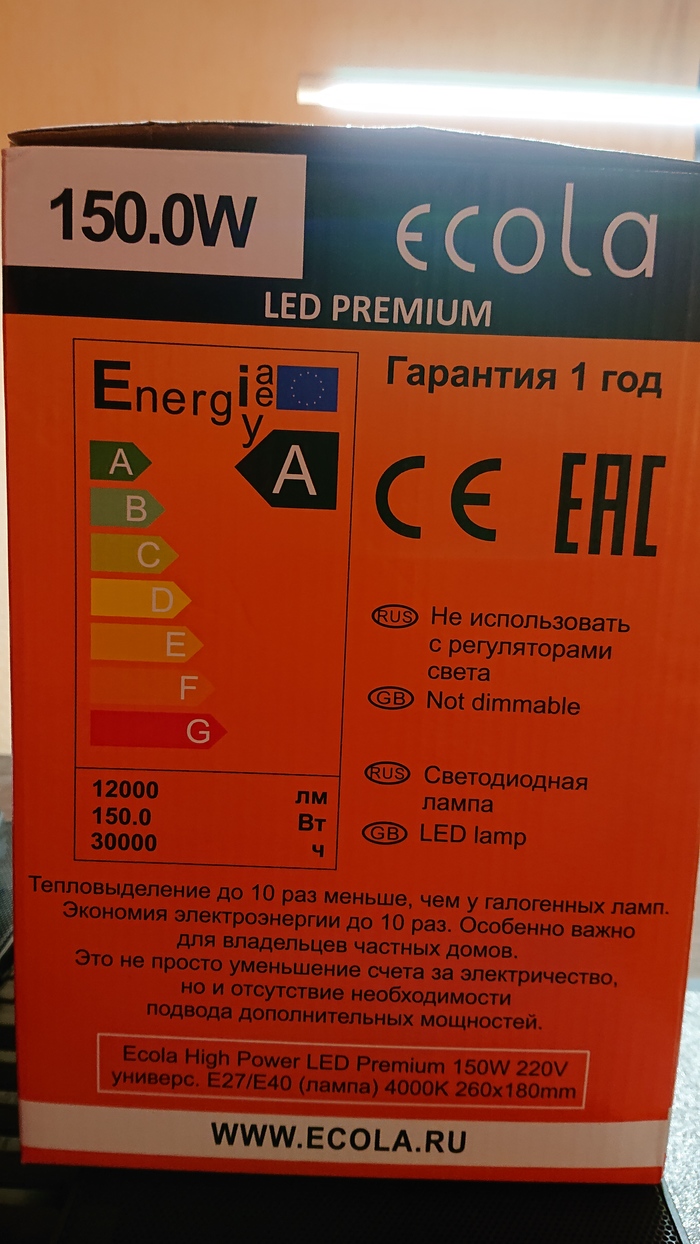 150.0W
ecola
LED PREMIUM
Energia
ie
y
A
A
B
C
D
E
F
G
12000 лм
150.0 Вт
30000 ч
Гарантия 1 год
CE EAC
RUS Не использовать
с регуляторами
света
GB Not dimmable
RUS Светодиодная
лампа
GB LED lamp
Тепловыделение до 10 раз меньше, чем у галогенных ламп.
Экономия электроэнергии до 10 раз. Особенно важно
для владельцев частных домов.
Это не просто уменьшение счета за электричество,
но и отсутствие необходимости
подвода дополнительных мощностей.
Ecola High Power LED Premium 150W 220V
универс. E27/E40 (лампа) 4000K 260x180mm
WWW.ECOLA.RU